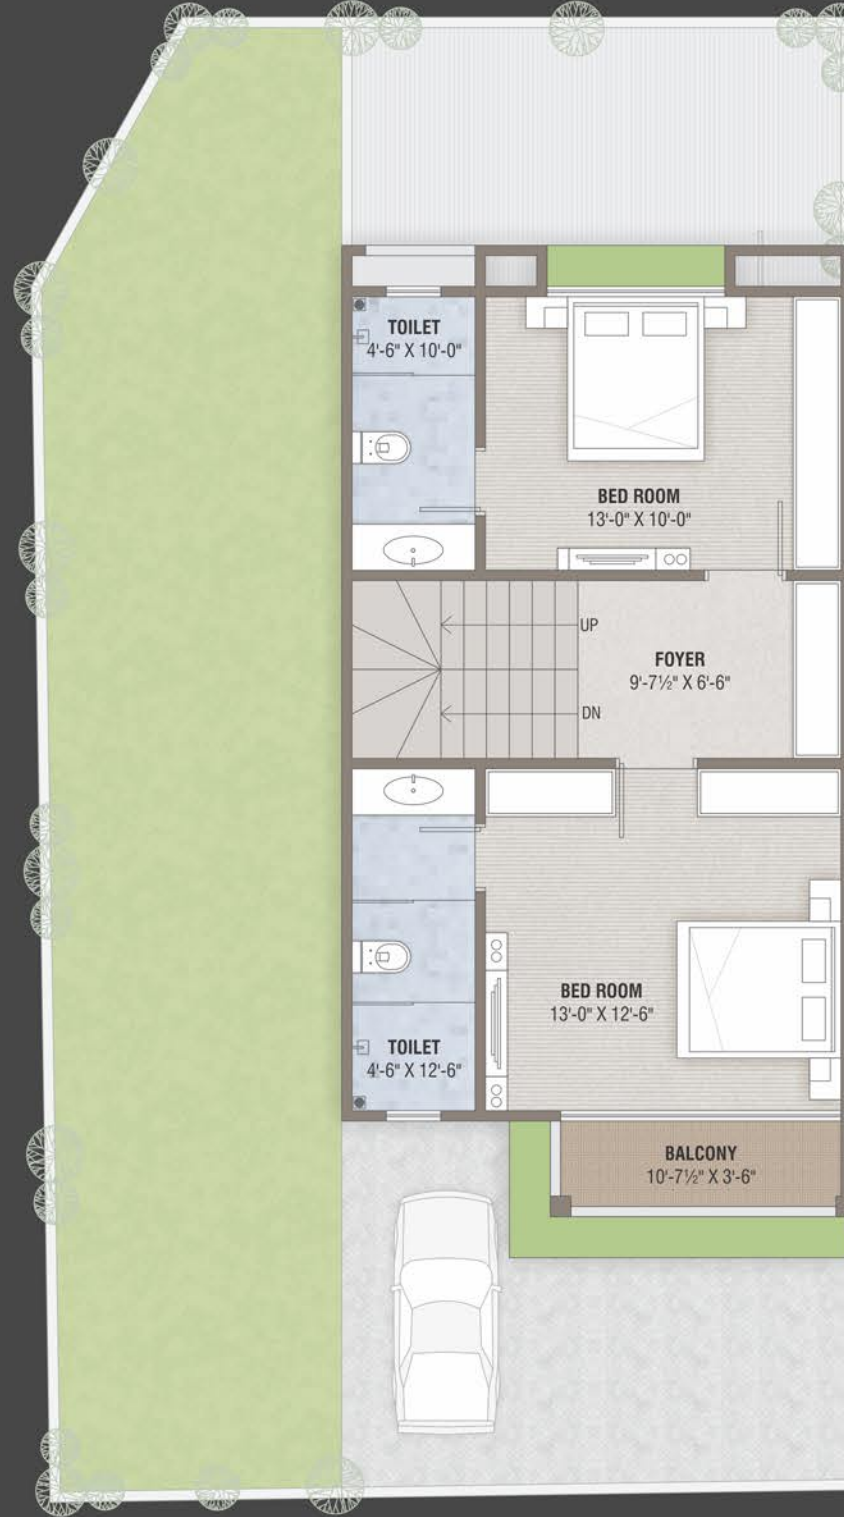 TOILET
4'-6" X 10'-0"
BED ROOM
13'-0" X 10'-0"
UP
FOYER
9'-7½" X 6'-6"
DN
BED ROOM
13'-0" X 12'-6"
TOILET
4'-6" X 12'-6"
BALCONY
10'-7½" X 3'-6"